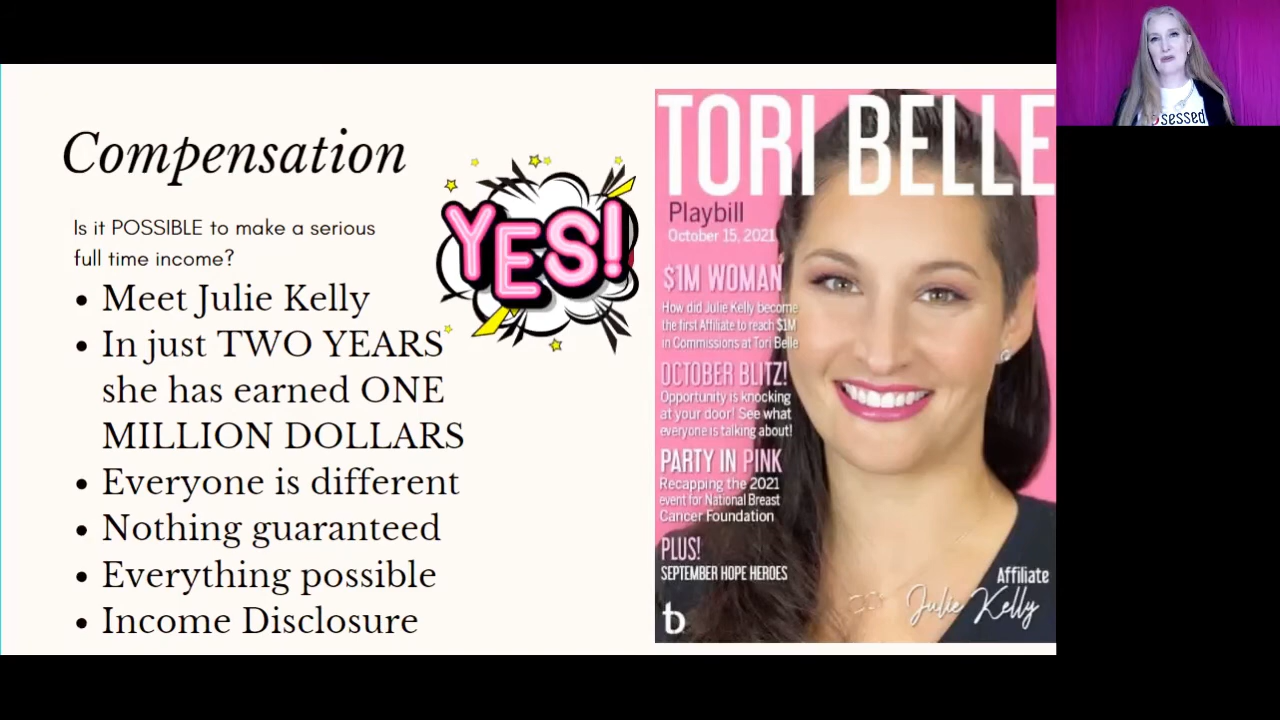 Compensation
Is it POSSIBLE to make a serious
full time income?
YES!
• Meet Julie Kelly
• In just TWO YEARS
she has earned ONE
MILLION DOLLARS
• Everyone is different
• Nothing guaranteed
• Everything possible
• Income Disclosure
TORI BELLE
Playbill
October 15, 2021
$1M WOMAN
How did Julie Kelly become
the first Affiliate to reach $1M
in Commissions at Tori Belle
OCTOBER BLITZ!
Opportunity is knocking
at your door! See what
everyone is talking about!
PARTY IN PINK
Recapping the 2021
event for National Breast
Cancer Foundation
PLUS!
SEPTEMBER HOPE HEROES
tb
Affiliate
Julie Kelly
sessed